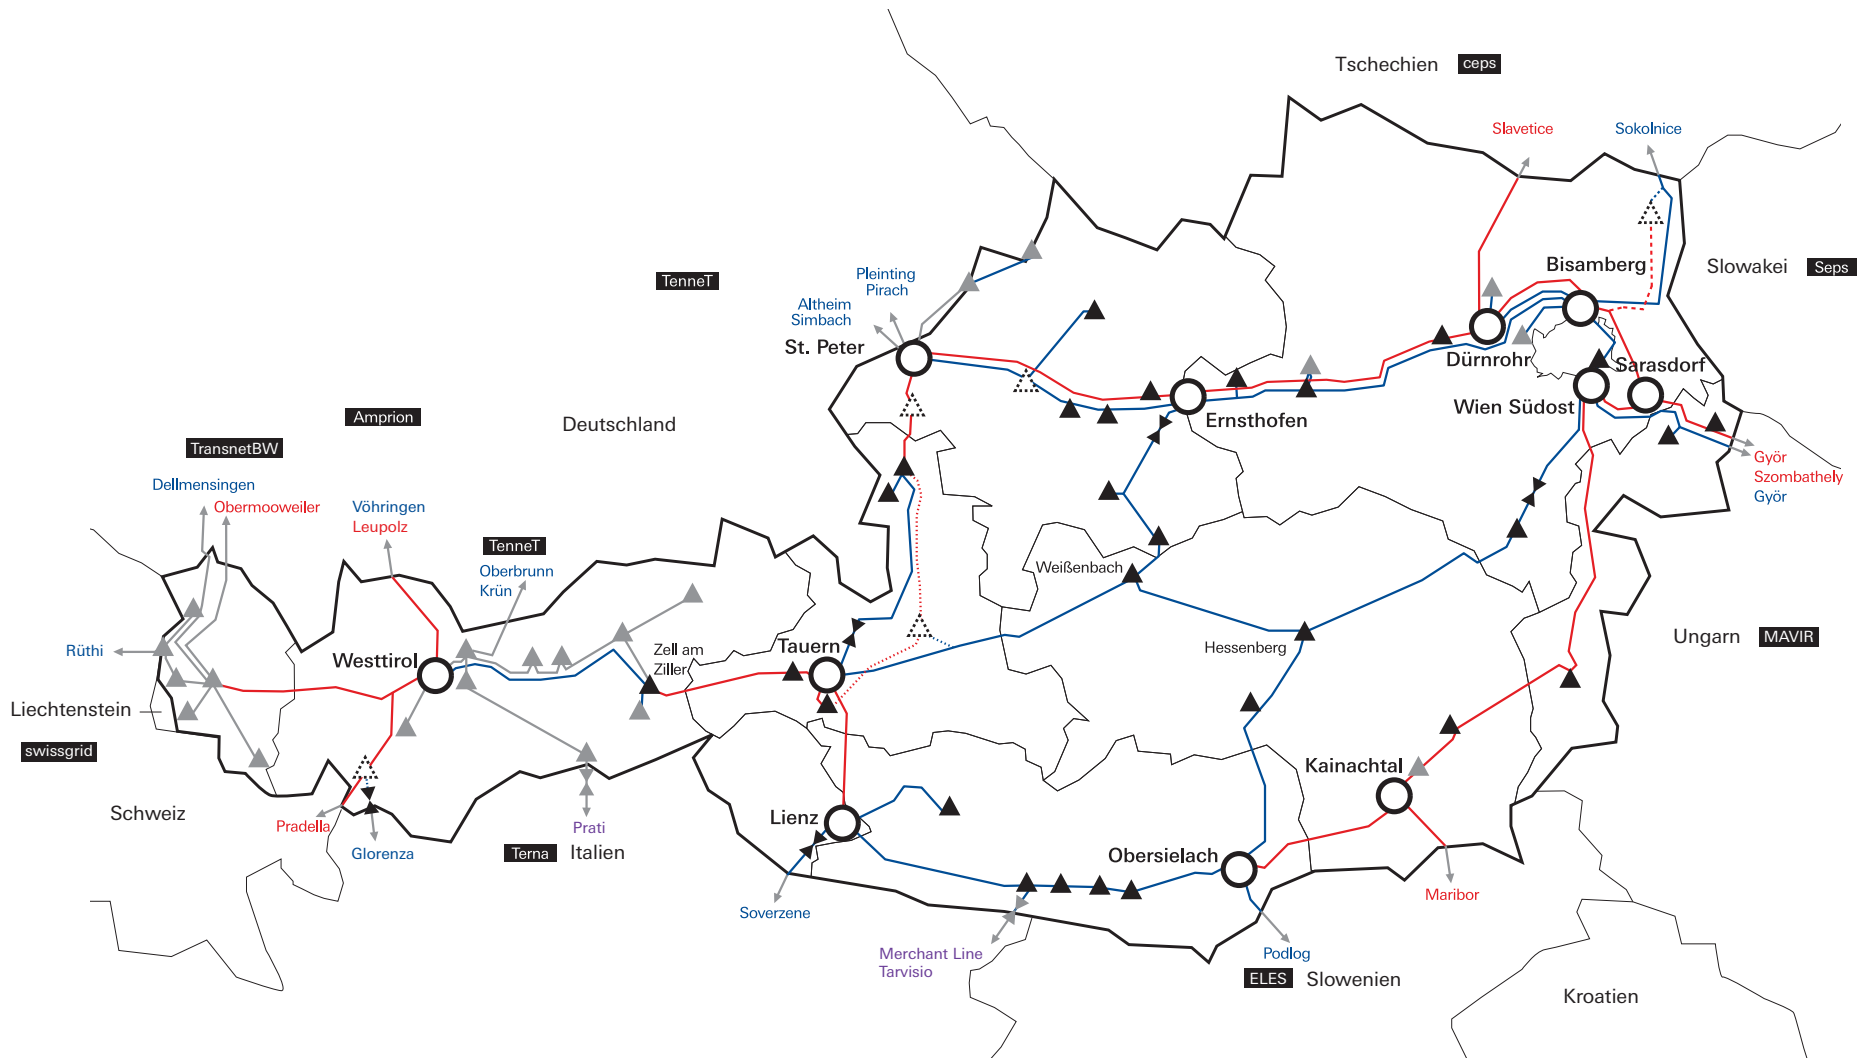 Tschechien
ceps
Slavetice
Sokolnice
Bisamberg
Slowakei
Seps
TenneT
Pleinting
Pirach
Altheim
Simbach
St. Peter
Dürnrohr
Sarasdorf
Wien Südost
Ernsthofen
Amprion
Deutschland
TransnetBW
Dellmensingen
Obermooweiler
Vöhringen
Leupolz
Györ
Szombathely
Györ
TenneT
Oberbrunn
Krün
Weißenbach
Rüthi
Westtirol
Zell am
Ziller
Tauern
Hessenberg
Ungarn
MAVIR
Liechtenstein
swissgrid
Kainachtal
Schweiz
Pradella
Glorenza
Prati
Terna
Italien
Lienz
Obersielach
Maribor
Soverzene
Merchant Line
Tarvisio
Podlog
ELES
Slowenien
Kroatien